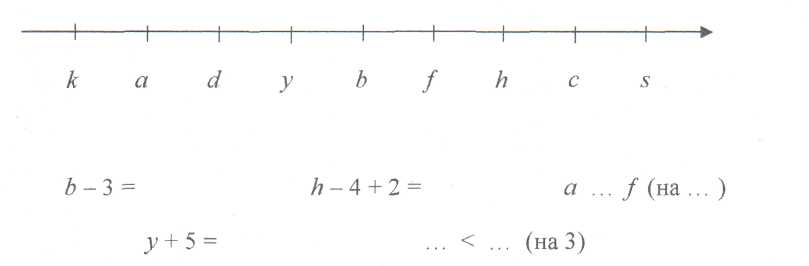 k a d y b f h c s
b – 3 = h – 4 + 2 = a ... f (на ... )
y + 5 = ... < ... (на 3)